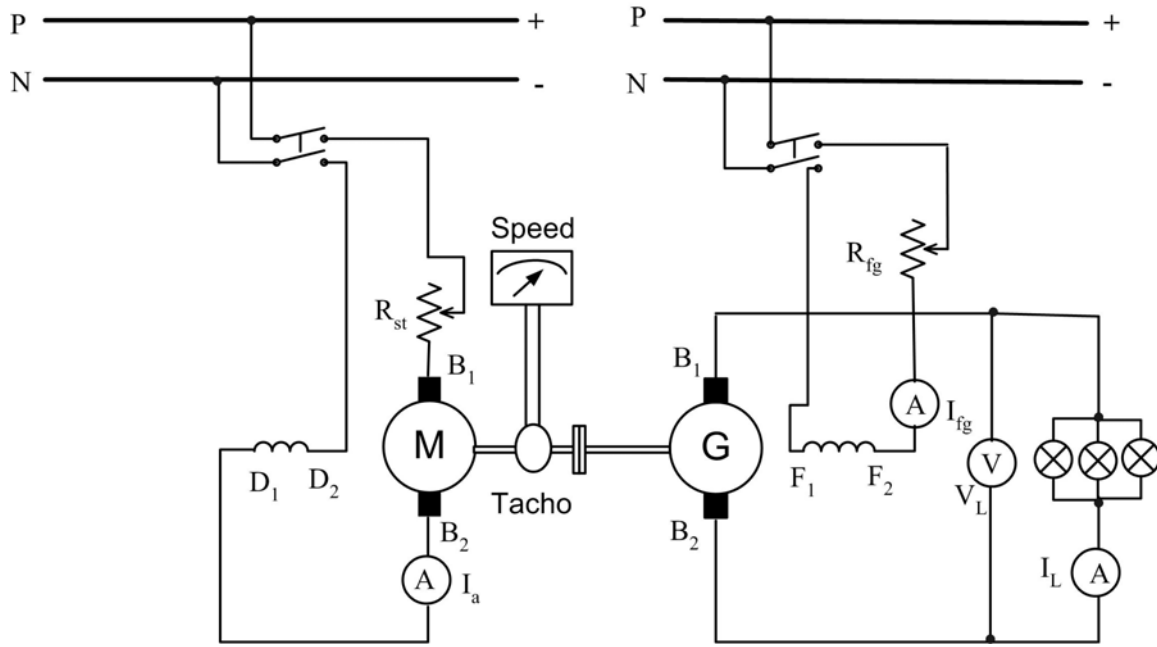 P + P +
N - N -
Speed
R_fg
R_st
B_1 B_1
A I_fg
M G V
D_1 D_2 F_1 F_2
Tacho V_L
B_2 B_2
A I_a I_L A